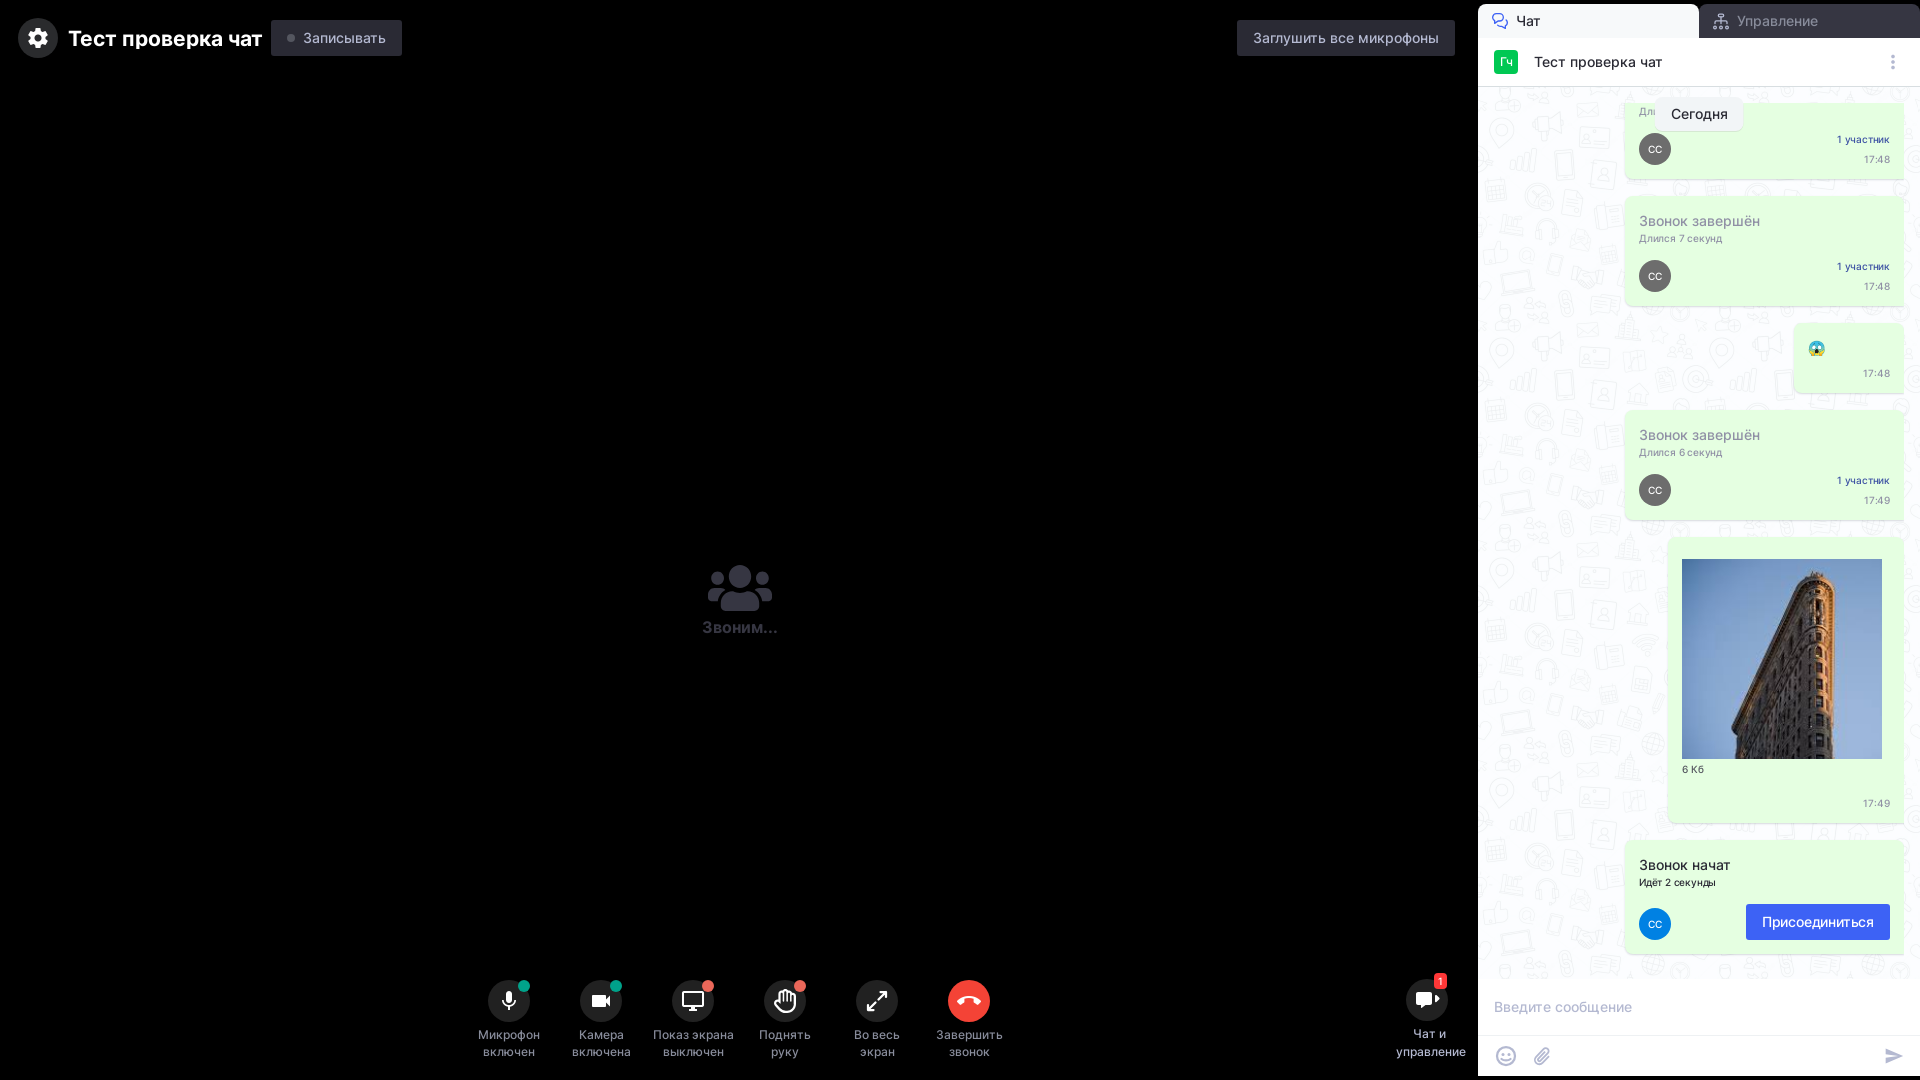 Тест проверка чат
Записывать
Заглушить все микрофоны
Звоним...
Микрофон
включен
Камера
включена
Показ экрана
выключен
Поднять
руку
Во весь
экран
Завершить
звонок
1
Чат и
управление
Чат
Управление
Гч
Тест проверка чат
Сегодня
СС
1 участник
17:48
Звонок завершён
Длился 7 секунд
СС
1 участник
17:48
17:48
Звонок завершён
Длился 6 секунд
СС
1 участник
17:49
6 Кб
17:49
Звонок начат
Идёт 2 секунды
СС
Присоединиться
Введите сообщение